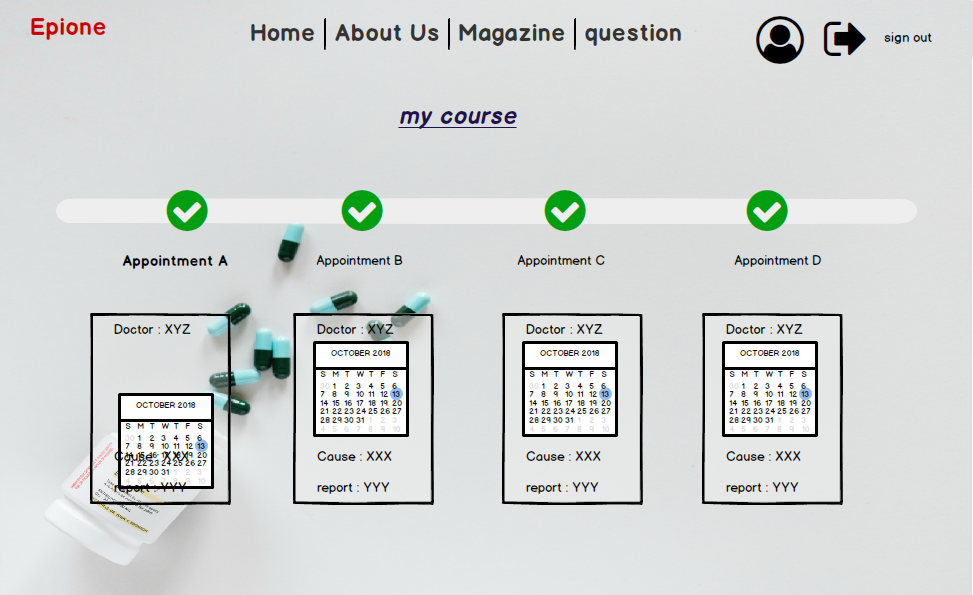 Epione
Home | About Us | Magazine | question
sign out
my course
Appointment A
Appointment B
Appointment C
Appointment D
Doctor : XYZ
OCTOBER 2018
S M T W T F S
30 1 2 3 4 5 6
7 8 9 10 11 12 13
14 15 16 17 18 19 20
21 22 23 24 25 26 27
28 29 30 31 1 2 3
Cause : XXX
report : YYY
Doctor : XYZ
OCTOBER 2018
S M T W T F S
30 1 2 3 4 5 6
7 8 9 10 11 12 13
14 15 16 17 18 19 20
21 22 23 24 25 26 27
28 29 30 31 1 2 3
4 5 6 7 8 9 10
Cause : XXX
report : YYY
Doctor : XYZ
OCTOBER 2018
S M T W T F S
30 1 2 3 4 5 6
7 8 9 10 11 12 13
14 15 16 17 18 19 20
21 22 23 24 25 26 27
28 29 30 31 1 2 3
4 5 6 7 8 9 10
Cause : XXX
report : YYY
Doctor : XYZ
OCTOBER 2018
S M T W T F S
30 1 2 3 4 5 6
7 8 9 10 11 12 13
14 15 16 17 18 19 20
21 22 23 24 25 26 27
28 29 30 31 1 2 3
4 5 6 7 8 9 10
Cause : XXX
report : YYY